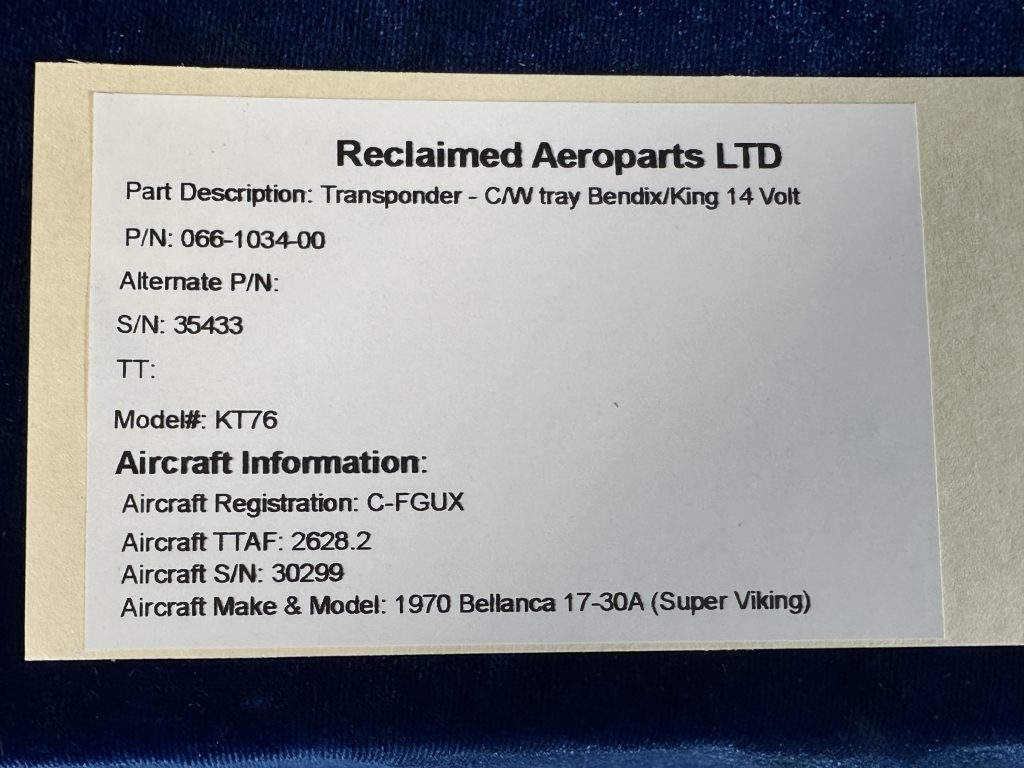 Reclaimed Aeroparts LTD
Part Description: Transponder - C/W tray Bendix/King 14 Volt
P/N: 066-1034-00
Alternate P/N:
S/N: 35433
TT:
Model#: KT76
Aircraft Information:
Aircraft Registration: C-FGUX
Aircraft TTAF: 2628.2
Aircraft S/N: 30299
Aircraft Make & Model: 1970 Bellanca 17-30A (Super Viking)